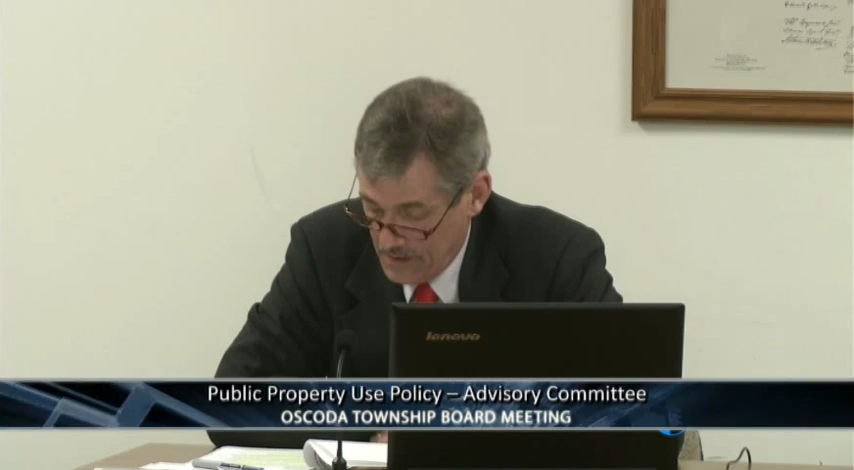 lenovo
Public Property Use Policy – Advisory Committee
OSCODA TOWNSHIP BOARD MEETING